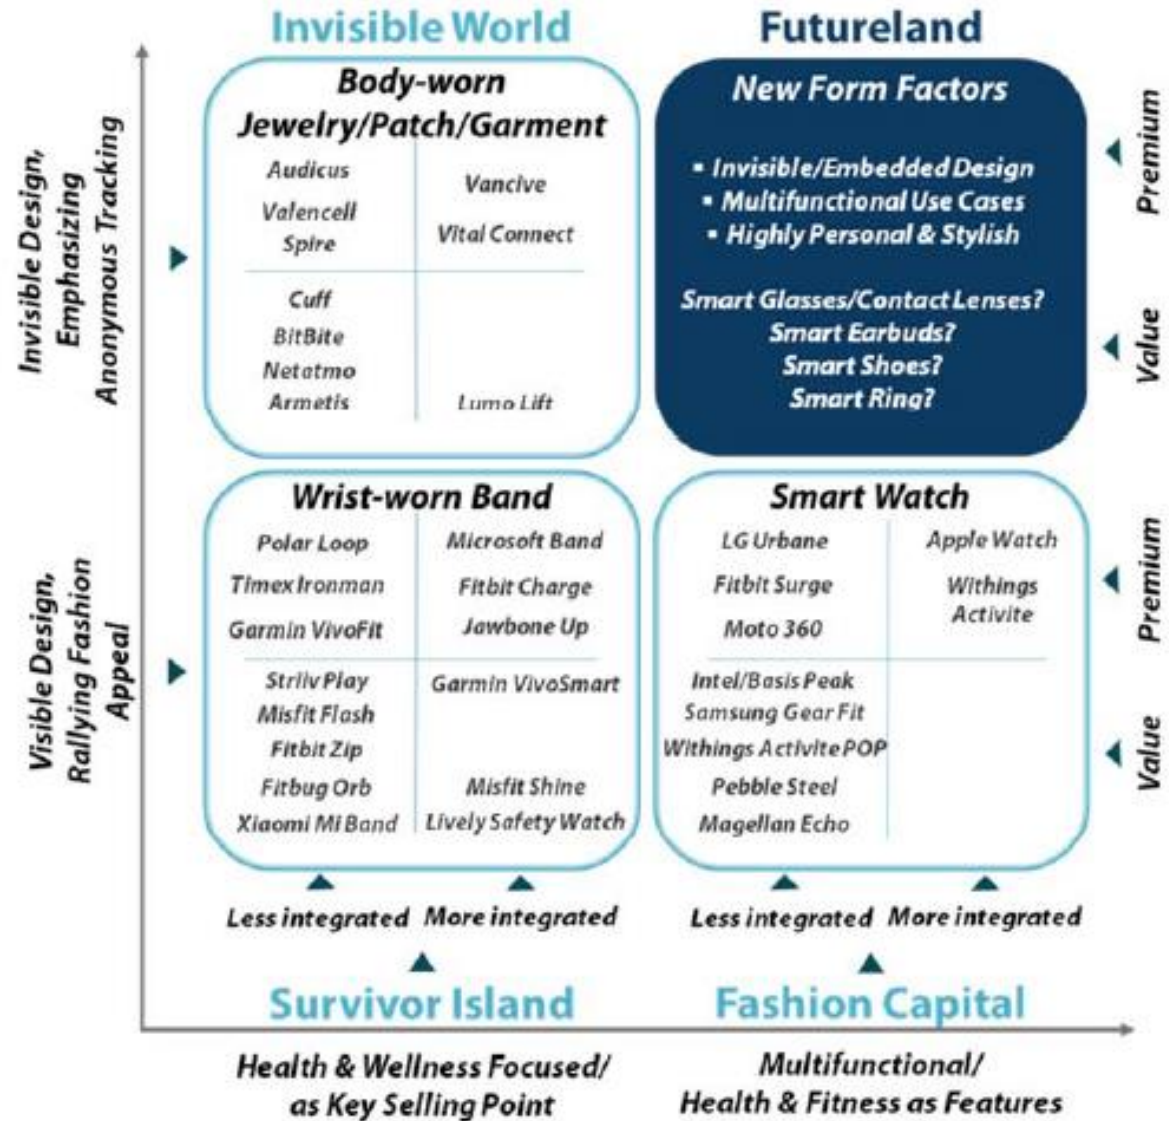 Invisible World
Futureland
Invisible Design,
Emphasizing
Anonymous Tracking
Body-worn
Jewelry/Patch/Garment
Audicus
Valencell
Spire
Vancive
Vital Connect
Cuff
BitBite
Netatmo
Armetis
Lumo Lift
New Form Factors
▪ Invisible/Embedded Design
▪ Multifunctional Use Cases
▪ Highly Personal & Stylish
Smart Glasses/Contact Lenses?
Smart Earbuds?
Smart Shoes?
Smart Ring?
Premium
Value
Visible Design,
Rallying Fashion
Appeal
Wrist-worn Band
Polar Loop
Timex Ironman
Garmin VivoFit
Microsoft Band
Fitbit Charge
Jawbone Up
Striiv Play
Misfit Flash
Fitbit Zip
Fitbug Orb
Xiaomi Mi Band
Garmin VivoSmart
Misfit Shine
Lively Safety Watch
Smart Watch
LG Urbane
Fitbit Surge
Moto 360
Apple Watch
Withings
Activite
Intel/Basis Peak
Samsung Gear Fit
Withings Activite POP
Pebble Steel
Magellan Echo
Premium
Value
Less integrated
More integrated
Less integrated
More integrated
Survivor Island
Fashion Capital
Health & Wellness Focused/
as Key Selling Point
Multifunctional/
Health & Fitness as Features